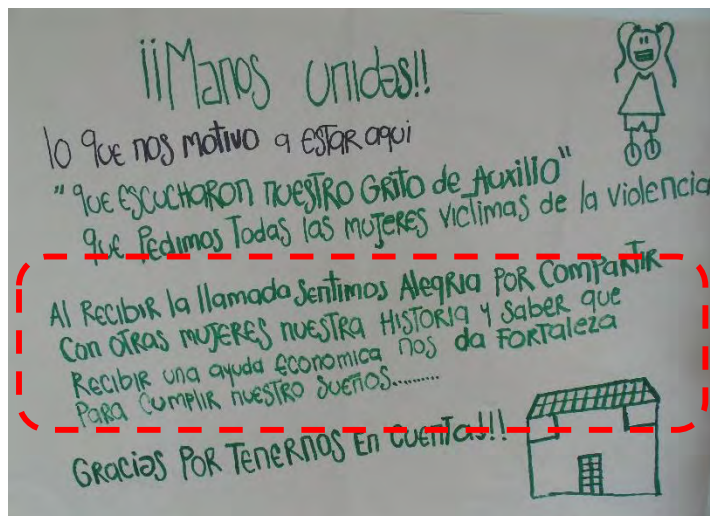 ¡¡Manos unidas!!
lo que nos motivo a estar aqui
"que escucharon nuestro Grito de Auxilio"
que Pedimos Todas las mujeres victimas de la violencia
Al Recibir la llamada Sentimos Alegria POR Compartir
Con otras mujeres nuestra Historia y Saber que
Recibir una ayuda economica nos da Fortaleza
Para Cumplir nuestro Sueños.........
Gracias Por Tenernos En Cuenta!!!